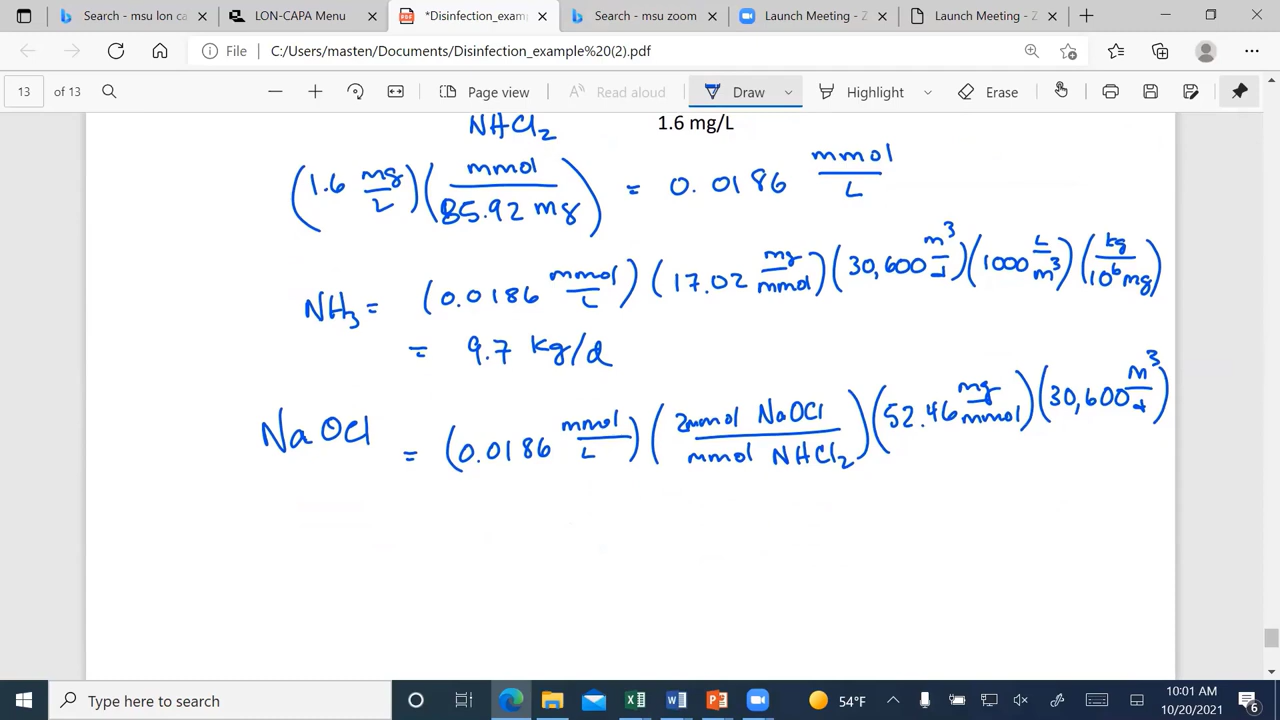 Search - msu lon ca
LON-CAPA Menu
*Disinfection_exam
Search - msu zoom
Launch Meeting - Z
Launch Meeting - Z
File
C:/Users/masten/Documents/Disinfection_example%20(2).pdf
13 of 13
Page view
Read aloud
Draw
Highlight
Erase
NHCl2 1.6 mg/L
(1.6 mg/L) (mmol/85.92 mg) = 0.0186 mmol/L
NH3 = (0.0186 mmol/L) (17.02 mg/mmol) (30,600 m³/d) (1000 L/m³) (kg/10⁶ mg)
= 9.7 kg/d
NaOCl = (0.0186 mmol/L) (2 mmol NaOCl/mmol NHCl2) (52.46 mg/mmol) (30,600 m³/d)
Type here to search
54°F
10:01 AM
10/20/2021
6